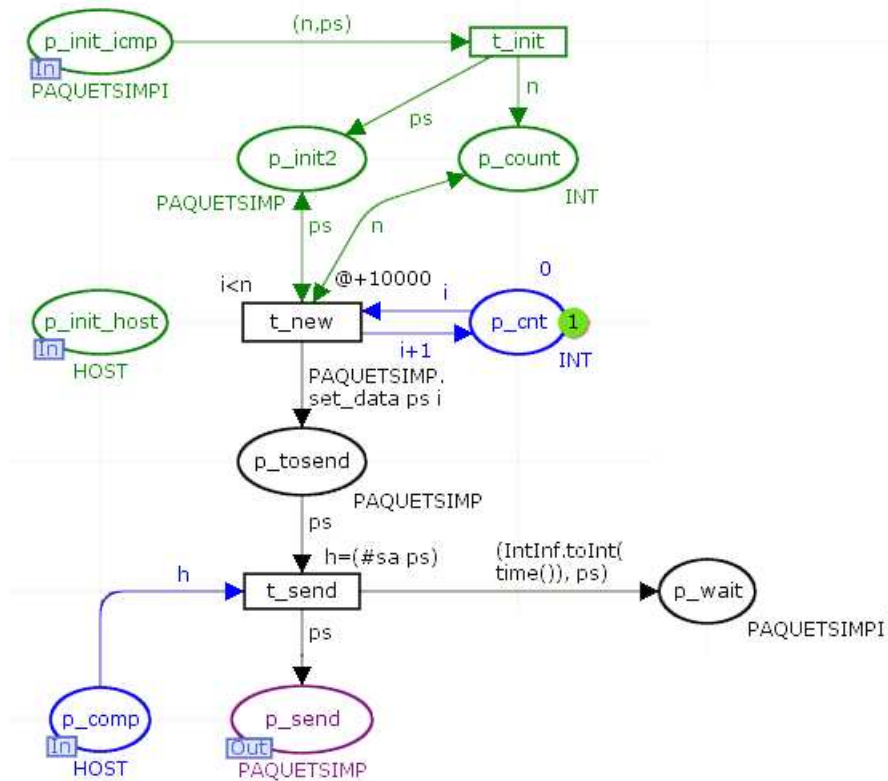 (n,ps)
p_init_icmp
t_init
In
PAQUETSIMPI
n
ps
p_init2
p_count
PAQUETSIMP
INT
ps
n
i<n
@+10000
0
i
p_init_host
t_new
p_cnt
1
In
i+1
INT
HOST
PAQUETSIMP.
set_data ps i
p_tosend
PAQUETSIMP
ps
h=(#sa ps)
(IntInf.toInt(
time()), ps)
h
t_send
p_wait
PAQUETSIMPI
ps
p_comp
p_send
In
Out
HOST
PAQUETSIMP